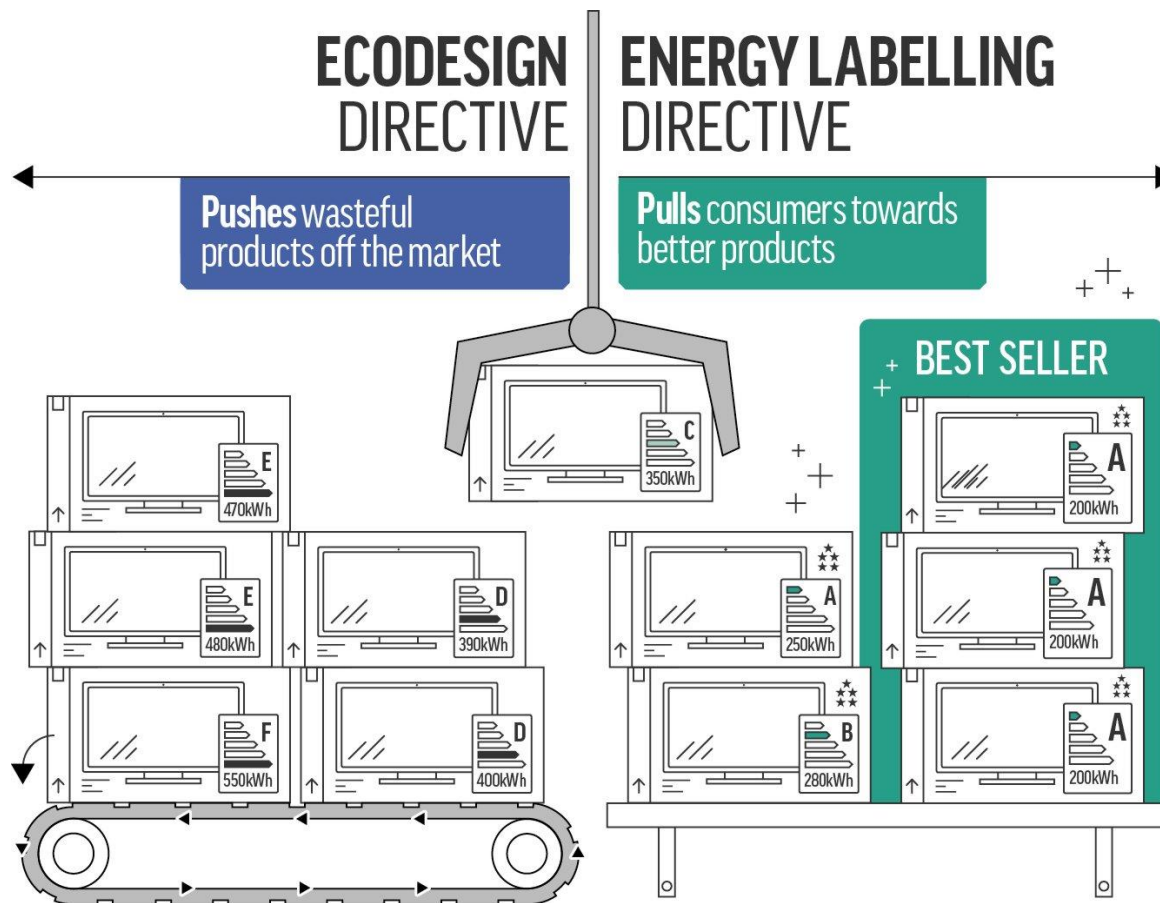 ECODESIGN
DIRECTIVE
ENERGY LABELLING
DIRECTIVE
Pushes wasteful
products off the market
Pulls consumers towards
better products
BEST SELLER
C
350kWh
E
470kWh
A
200kWh
E
480kWh
D
390kWh
A
250kWh
A
200kWh
F
550kWh
D
400kWh
B
280kWh
A
200kWh